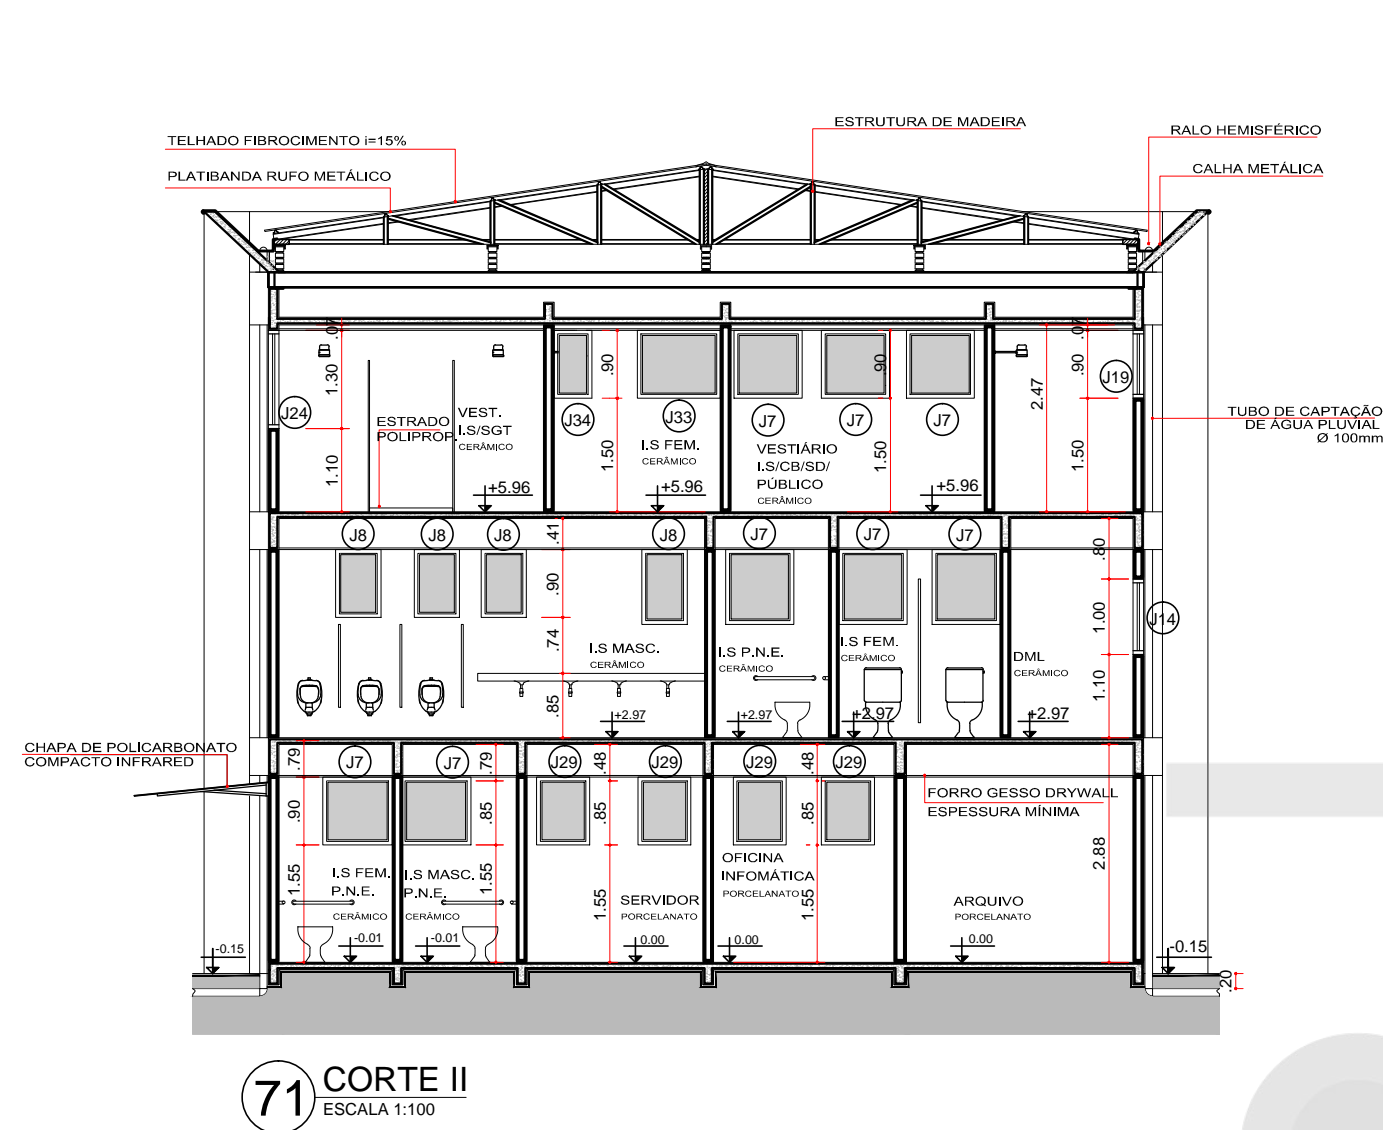 ESTRUTURA DE MADEIRA
RALO HEMISFÉRICO
TELHADO FIBROCIMENTO i=15%
CALHA METÁLICA
PLATIBANDA RUFO METÁLICO
.07
1.30
1.10
J24
ESTRADO
POLIPROP.
VEST.
I.S/SGT
CERÂMICO
+5.96
J34
.90
1.50
J33
I.S FEM.
CERÂMICO
+5.96
J7
J7
J7
VESTIÁRIO
I.S/CB/SD/
PÚBLICO
CERÂMICO
.90
1.50
+5.96
2.47
.07
.90
1.50
J19
TUBO DE CAPTAÇÃO
DE ÁGUA PLUVIAL
Ø 100mm
J8
J8
J8
J8
.41
.90
.74
.85
I.S MASC.
CERÂMICO
+2.97
J7
I.S P.N.E.
CERÂMICO
+2.97
J7
J7
I.S FEM.
CERÂMICO
+2.97
DML
CERÂMICO
+2.97
.80
1.00
1.10
J14
CHAPA DE POLICARBONATO
COMPACTO INFRARED
.79
.90
1.55
J7
I.S FEM.
P.N.E.
CERÂMICO
-0.01
J7
.79
.85
1.55
I.S MASC.
P.N.E.
CERÂMICO
-0.01
J29
J29
.48
.85
1.55
SERVIDOR
PORCELANATO
0.00
J29
J29
.48
.85
1.55
OFICINA
INFOMÁTICA
PORCELANATO
0.00
FORRO GESSO DRYWALL
ESPESSURA MÍNIMA
2.88
ARQUIVO
PORCELANATO
0.00
-0.15
-0.15
.20
71
CORTE II
ESCALA 1:100